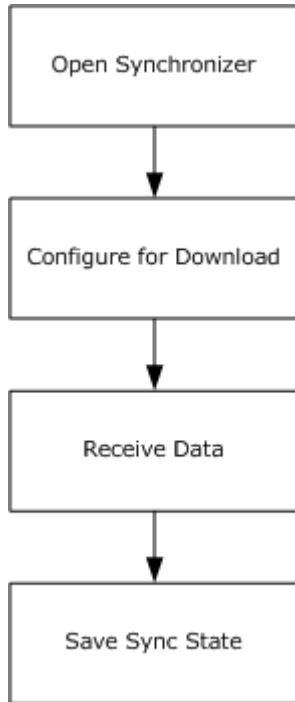 Open Synchronizer
Configure for Download
Receive Data
Save Sync State